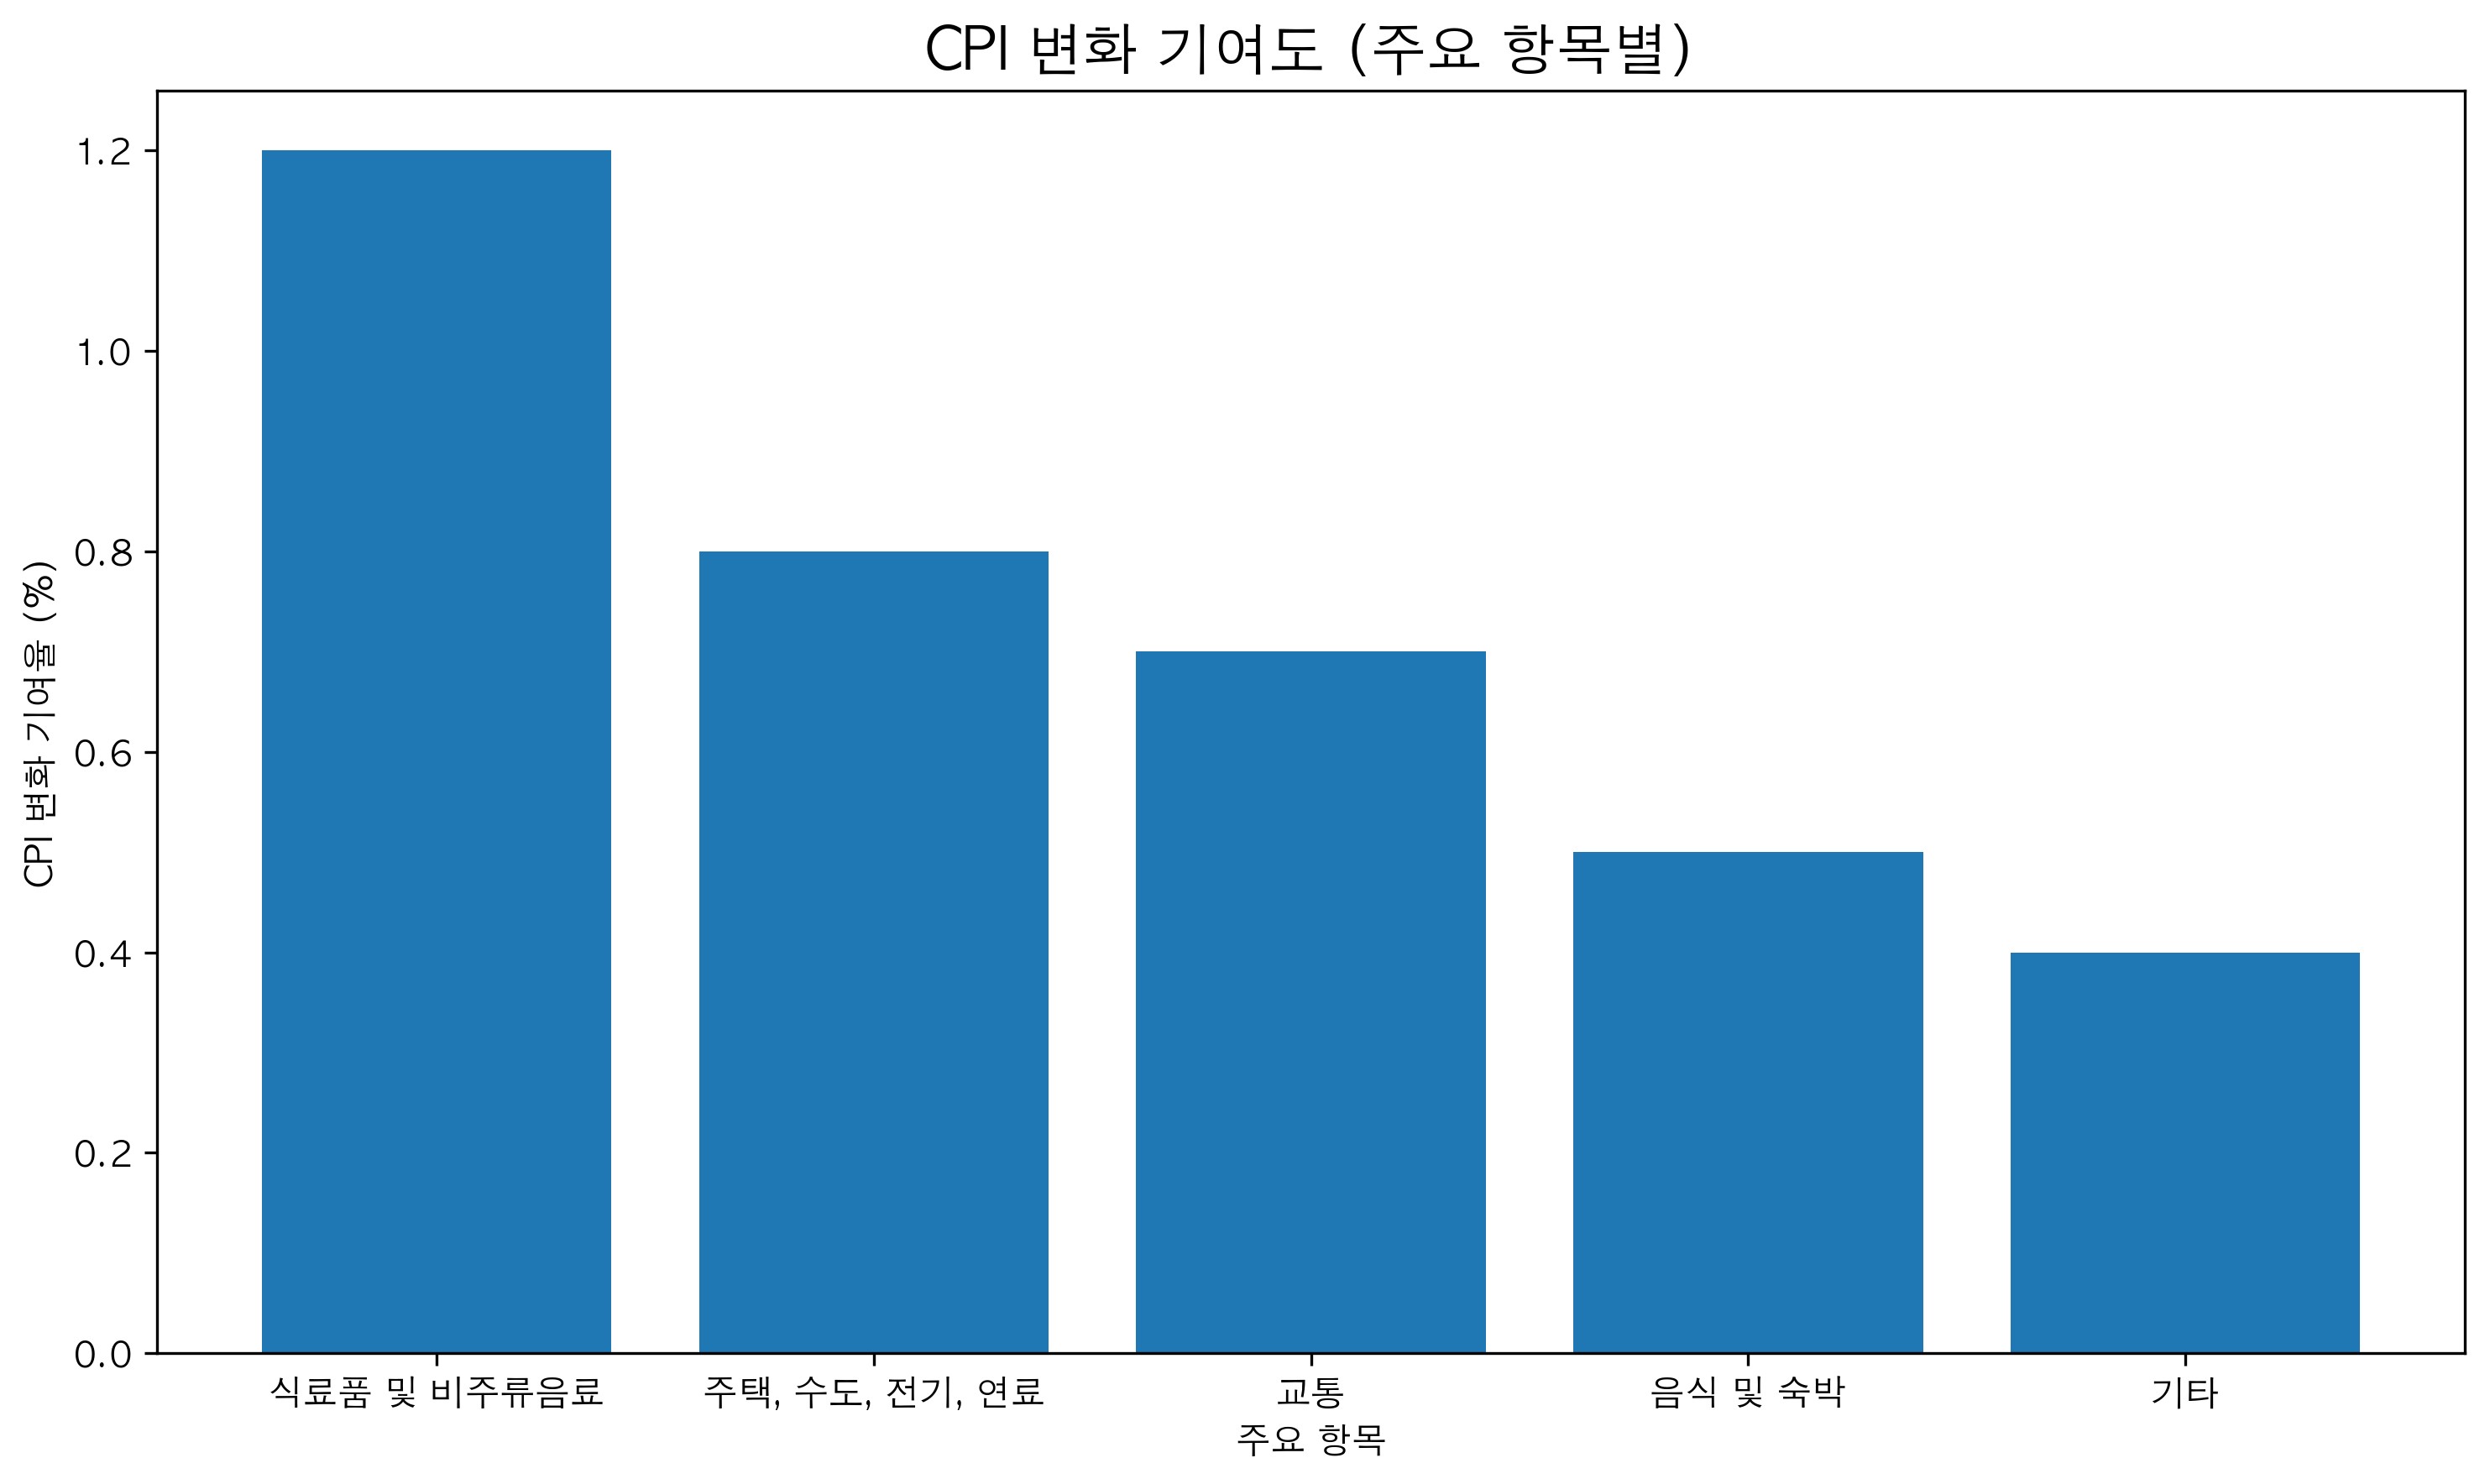 CPI 변화 기여도 (주요 항목별)
CPI 변화 기여율 (%)
1.2
1.0
0.8
0.6
0.4
0.2
0.0
식료품 및 비주류음료
주택, 수도, 전기, 연료
교통
음식 및 숙박
기타
주요 항목